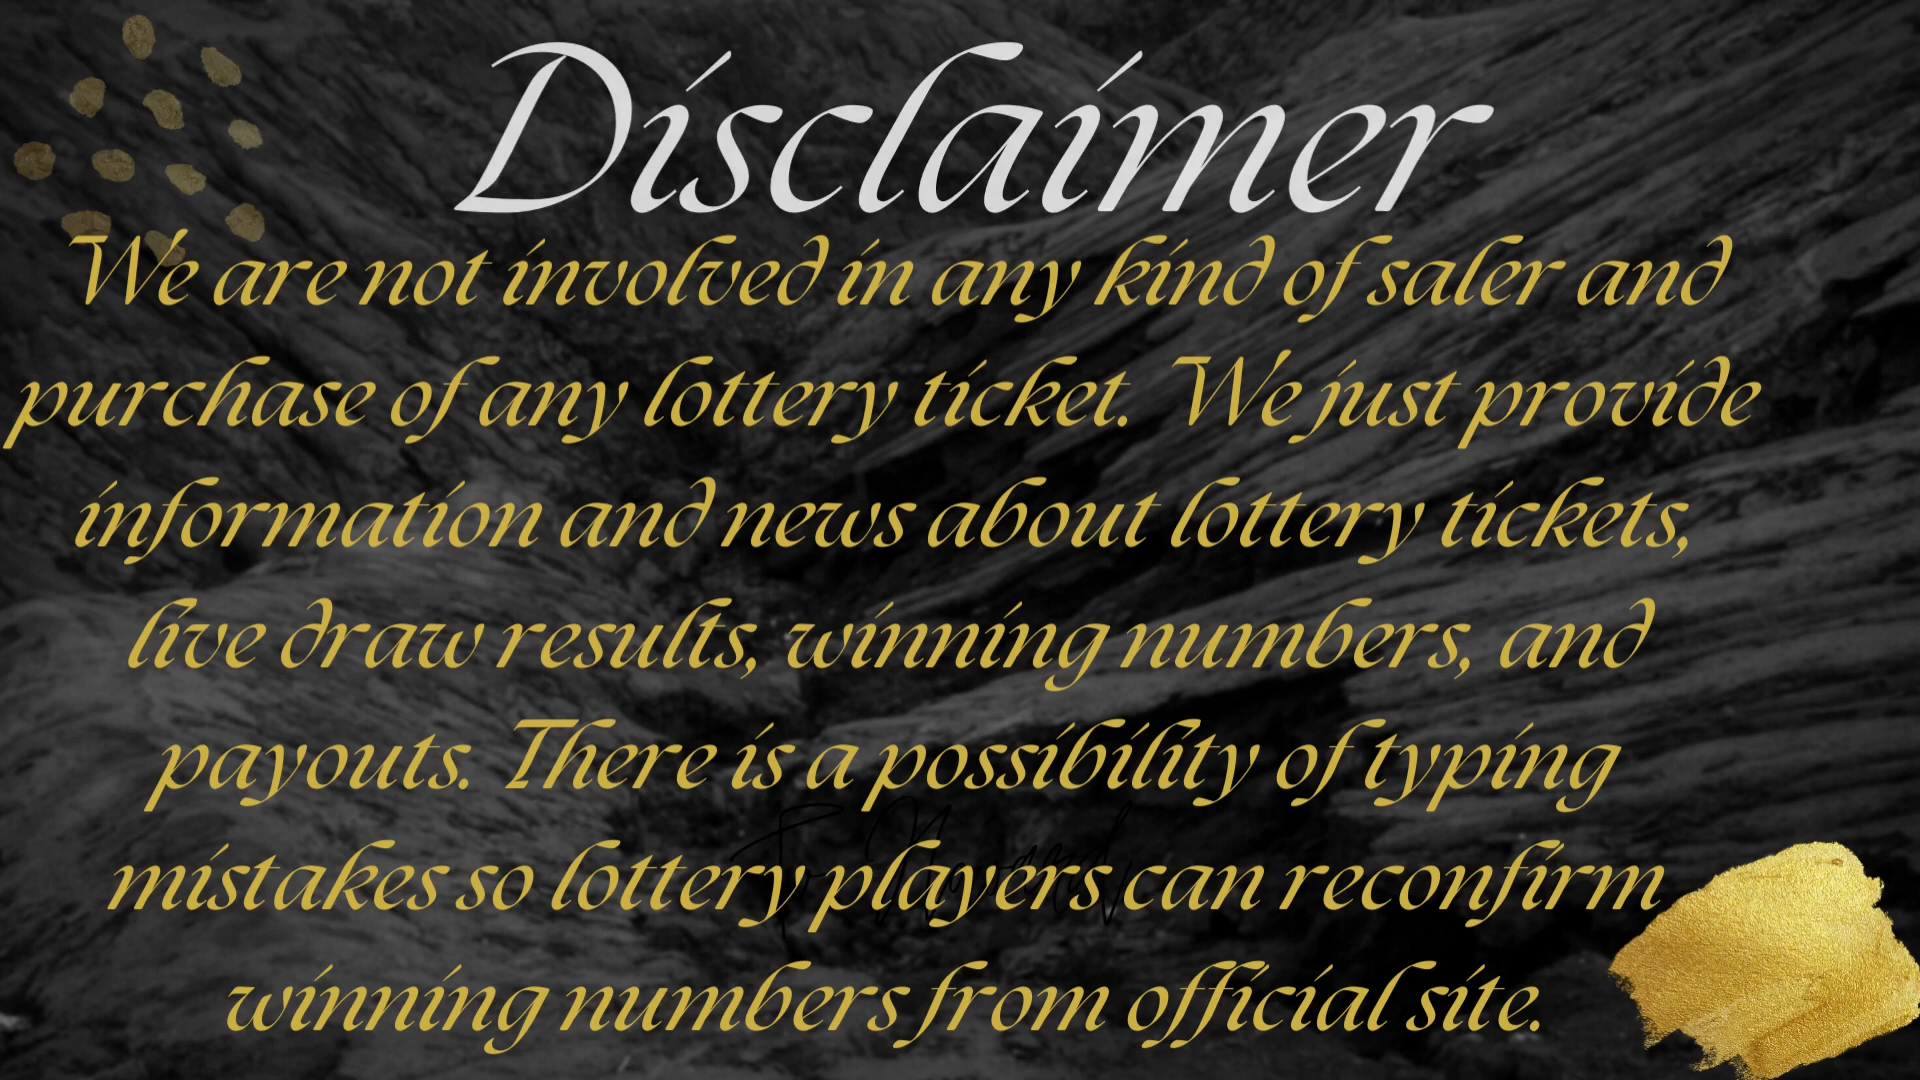 Disclaimer
We are not involved in any kind of saler and
purchase of any lottery ticket. We just provide
information and news about lottery tickets,
live draw results, winning numbers, and
payouts. There is a possibility of typing
mistakes so lottery players can reconfirm
winning numbers from official site.